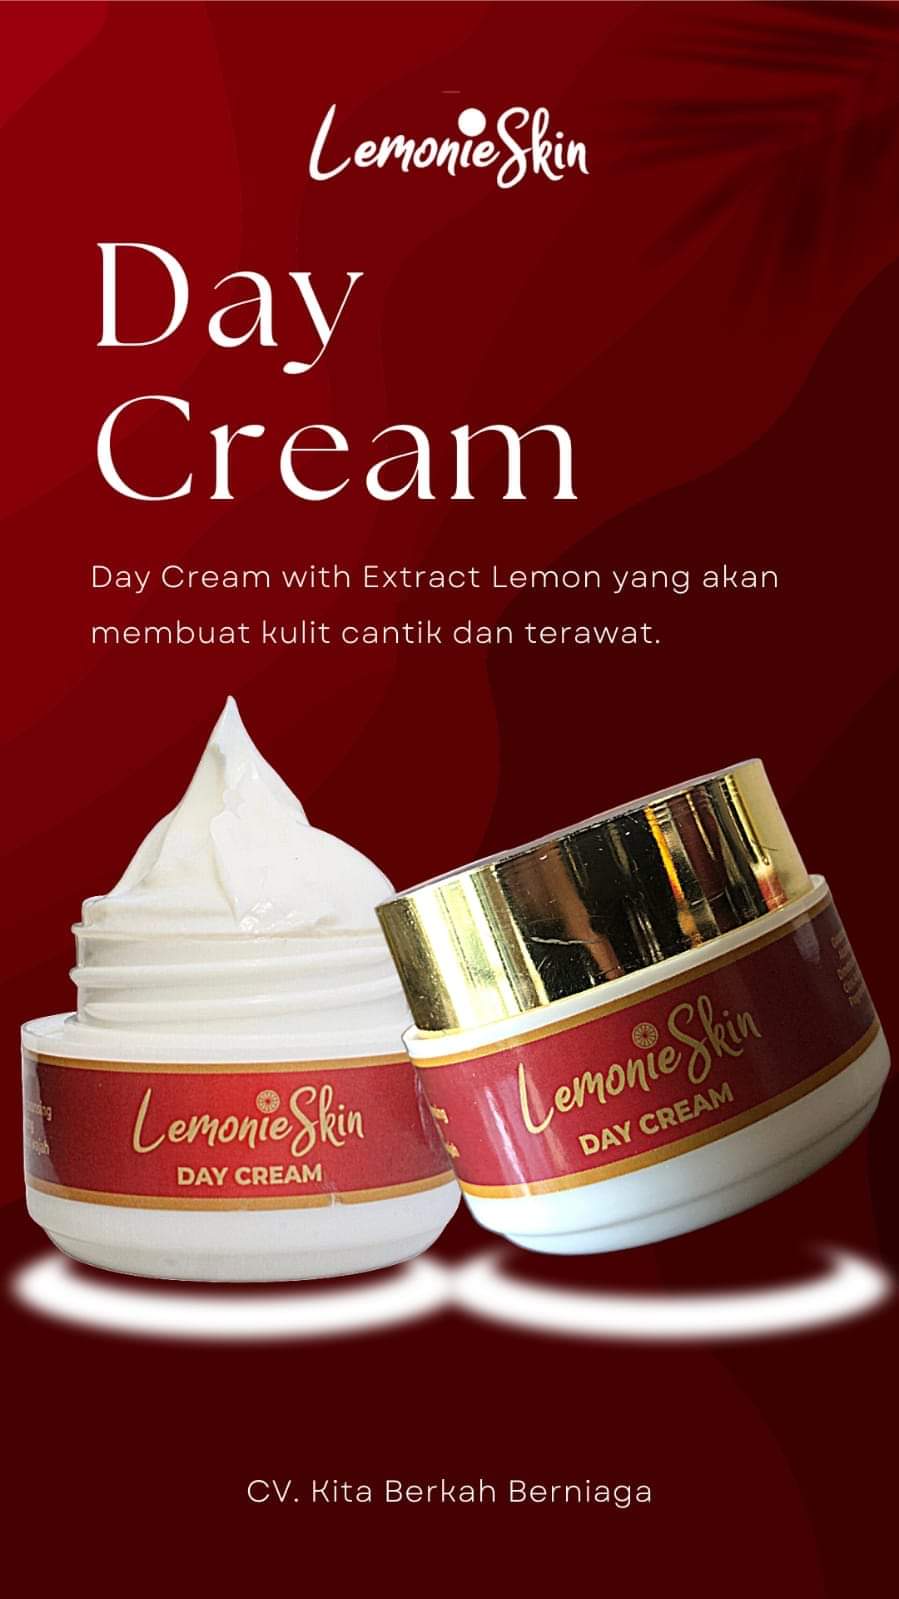 LemonieSkin
Day
Cream
Day Cream with Extract Lemon yang akan
membuat kulit cantik dan terawat.
LemonieSkin
DAY CREAM
LemonieSkin
DAY CREAM
CV. Kita Berkah Berniaga